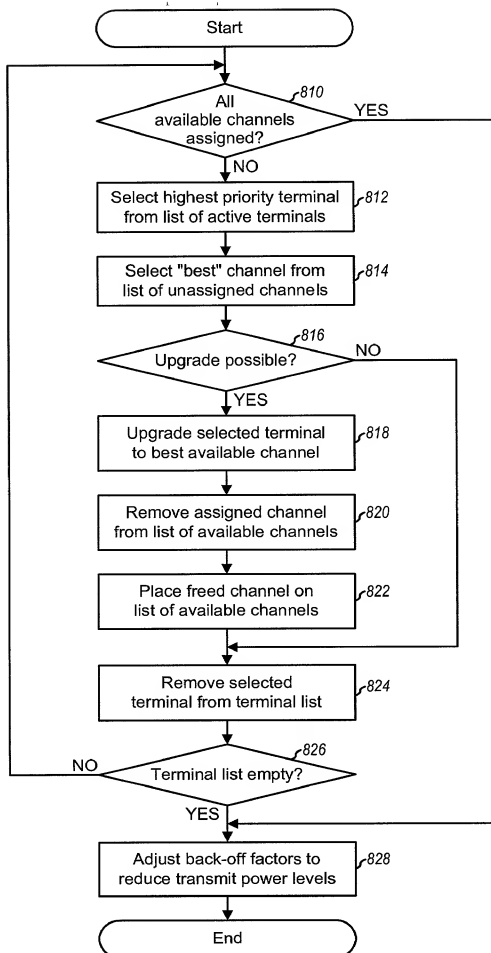 Start
810
All
available channels
assigned?
YES
NO
Select highest priority terminal
from list of active terminals
812
Select "best" channel from
list of unassigned channels
814
816
Upgrade possible?
NO
YES
Upgrade selected terminal
to best available channel
818
Remove assigned channel
from list of available channels
820
Place freed channel on
list of available channels
822
Remove selected
terminal from terminal list
824
826
Terminal list empty?
NO
YES
Adjust back-off factors to
reduce transmit power levels
828
End